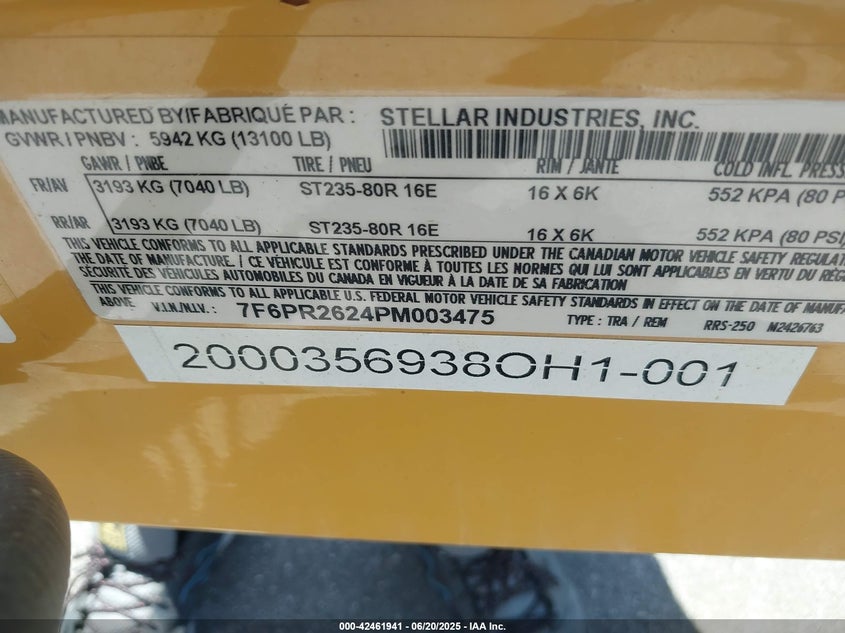 MANUFACTURED BY/FABRIQUÉ PAR : STELLAR INDUSTRIES, INC.
GVWR / PNBV : 5942 KG (13100 LB)
GAWR / PNBE TIRE / PNEU RIM / JANTE COLD INFL. PRESS
FR/AV 3193 KG (7040 LB) ST235-80R 16E 16 X 6K 552 KPA (80 P
RR/AR 3193 KG (7040 LB) ST235-80R 16E 16 X 6K 552 KPA (80 PSI)
THIS VEHICLE CONFORMS TO ALL APPLICABLE STANDARDS PRESCRIBED UNDER THE CANADIAN MOTOR VEHICLE SAFETY REGULAT
THE DATE OF MANUFACTURE. / CE VÉHICULE EST CONFORME À TOUTES LES NORMES QUI LUI SONT APPLICABLES EN VERTU DU RÉG
SÉCURITÉ DES VÉHICULES AUTOMOBILES DU CANADA EN VIGUEUR À LA DATE DE SA FABRICATION
THIS VEHICLE CONFORMS TO ALL APPLICABLE U.S. FEDERAL MOTOR VEHICLE SAFETY STANDARDS IN EFFECT ON THE DATE OF MANUFA
ABOVE V.I.N./N.I.V. : 7F6PR2624PM003475 TYPE : TRA / REM RRS-250 M2426763
2000356938OH1-001
000-42461941 - 06/20/2025 - IAA Inc.